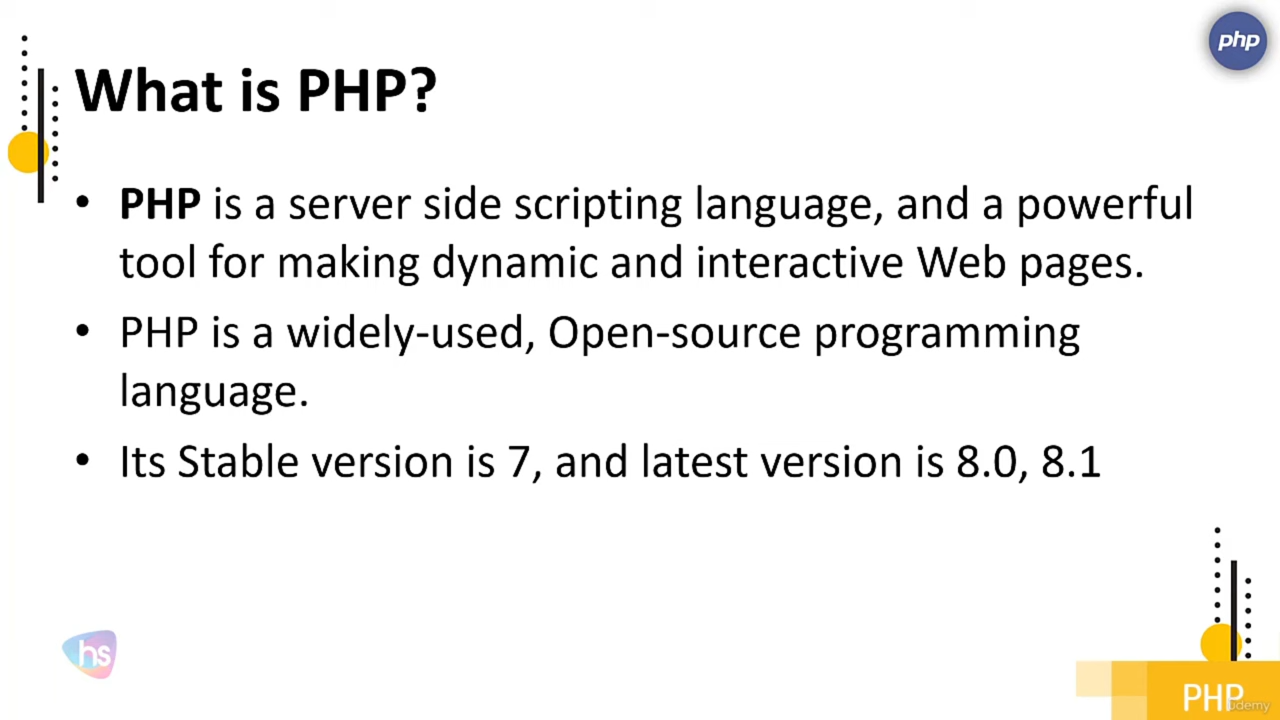 php
What is PHP?
• PHP is a server side scripting language, and a powerful
tool for making dynamic and interactive Web pages.
• PHP is a widely-used, Open-source programming
language.
• Its Stable version is 7, and latest version is 8.0, 8.1
hs
PHP
udemy